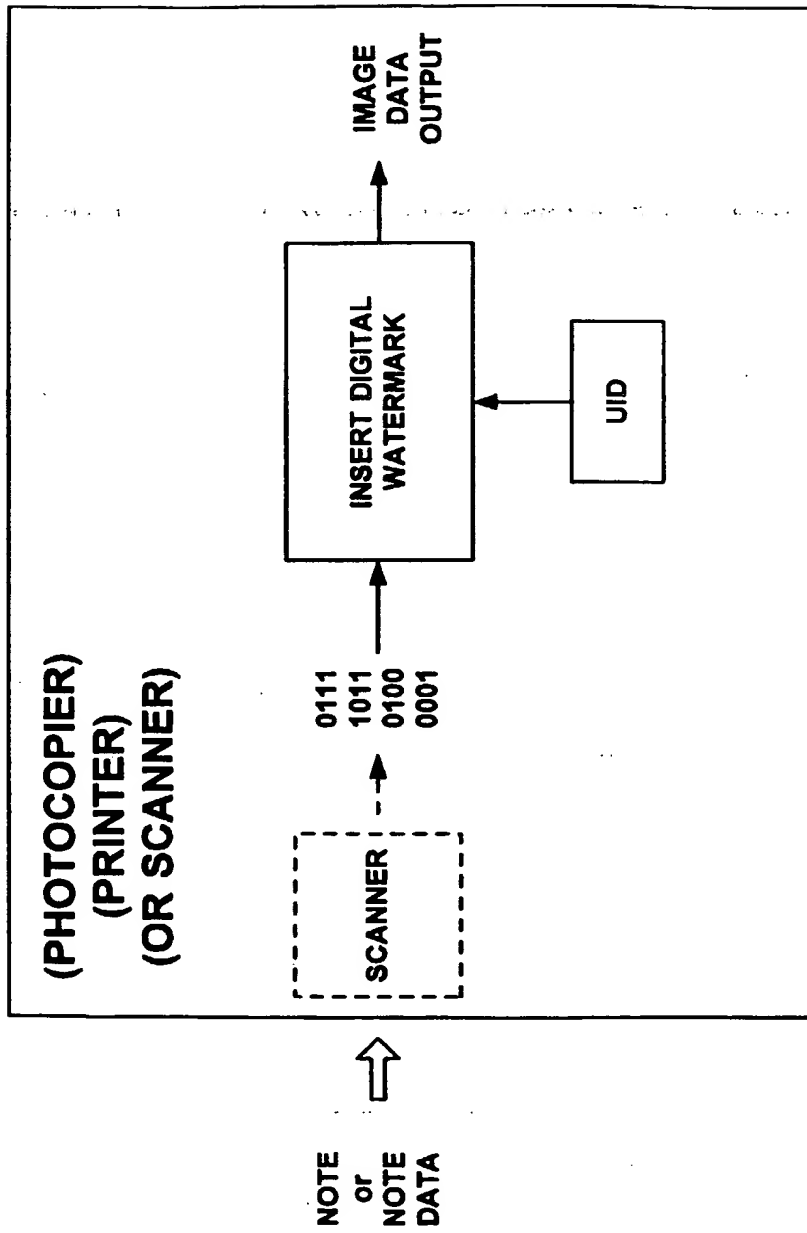 (PHOTOCOPIER)
(PRINTER)
(OR SCANNER)
NOTE
or
NOTE
DATA
SCANNER
0111
1011
0100
0001
INSERT DIGITAL
WATERMARK
UID
IMAGE
DATA
OUTPUT